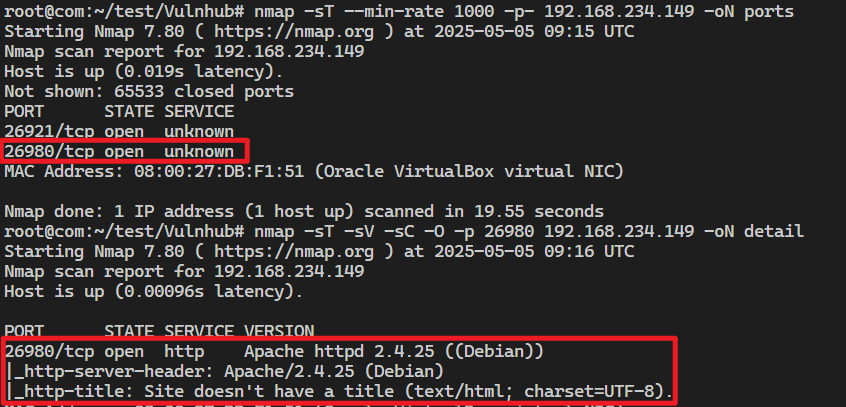 root@com:~/test/Vulnhub# nmap -sT --min-rate 1000 -p- 192.168.234.149 -oN ports
Starting Nmap 7.80 ( https://nmap.org ) at 2025-05-05 09:15 UTC
Nmap scan report for 192.168.234.149
Host is up (0.019s latency).
Not shown: 65533 closed ports
PORT      STATE SERVICE
26921/tcp open  unknown
26980/tcp open  unknown
MAC Address: 08:00:27:DB:F1:51 (Oracle VirtualBox virtual NIC)

Nmap done: 1 IP address (1 host up) scanned in 19.55 seconds
root@com:~/test/Vulnhub# nmap -sT -sV -sC -O -p 26980 192.168.234.149 -oN detail
Starting Nmap 7.80 ( https://nmap.org ) at 2025-05-05 09:16 UTC
Nmap scan report for 192.168.234.149
Host is up (0.00096s latency).

PORT      STATE SERVICE VERSION
26980/tcp open  http    Apache httpd 2.4.25 ((Debian))
|_http-server-header: Apache/2.4.25 (Debian)
|_http-title: Site doesn't have a title (text/html; charset=UTF-8).